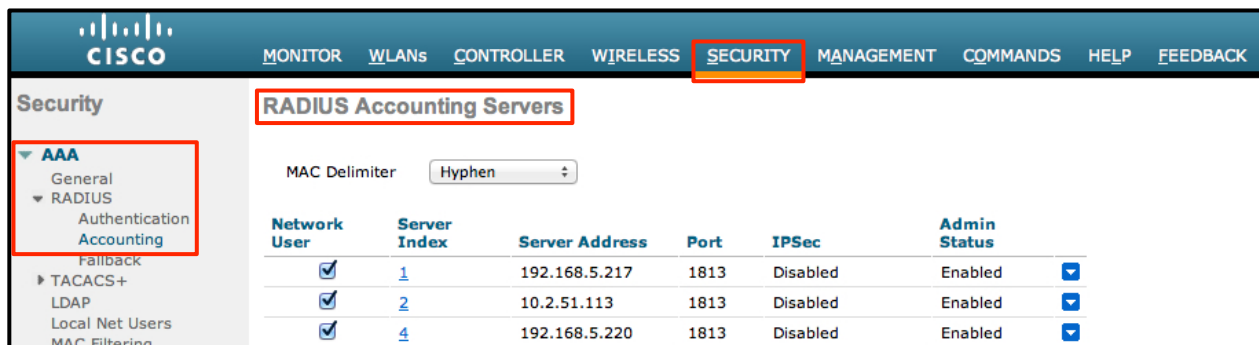 CISCO
MONITOR WLANs CONTROLLER WIRELESS SECURITY MANAGEMENT COMMANDS HELP FEEDBACK
Security
AAA
General
RADIUS
Authentication
Accounting
Fallback
TACACS+
LDAP
Local Net Users
MAC Filtering
RADIUS Accounting Servers
MAC Delimiter Hyphen
Network User Server Index Server Address Port IPSec Admin Status
1 192.168.5.217 1813 Disabled Enabled
2 10.2.51.113 1813 Disabled Enabled
4 192.168.5.220 1813 Disabled Enabled